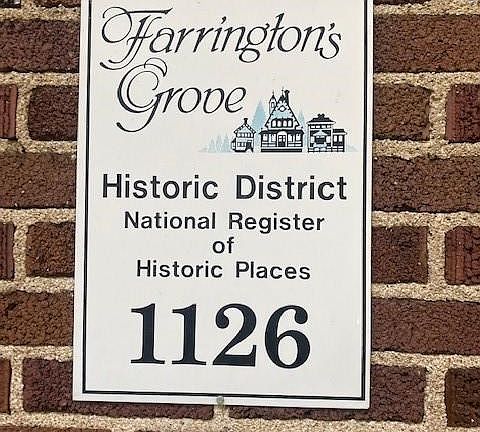 Farrington's
Grove
Historic District
National Register
of
Historic Places
1126